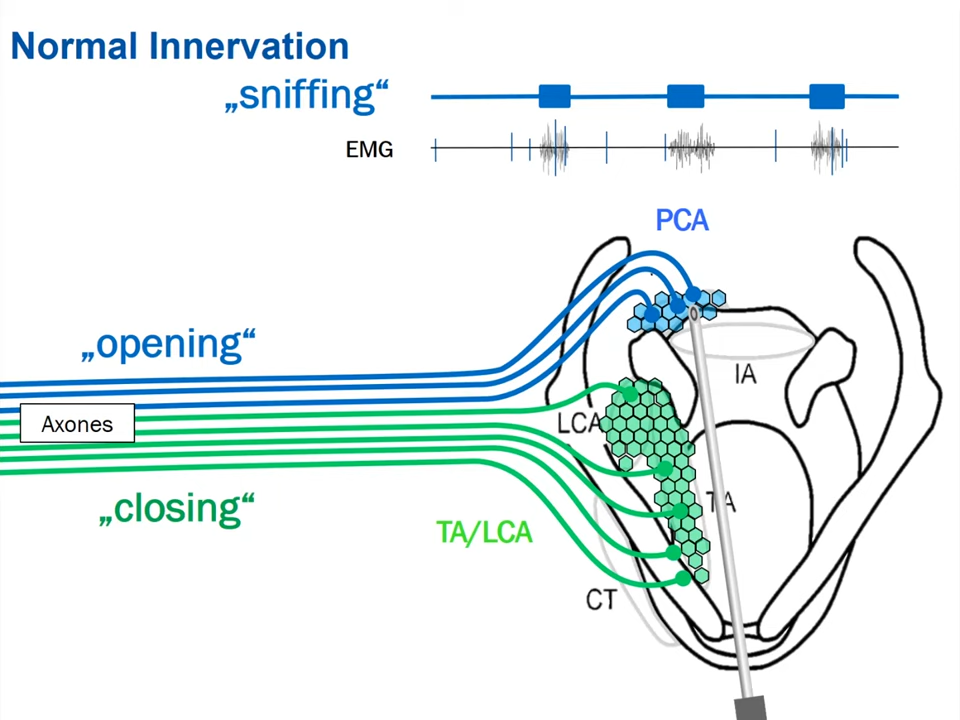 Normal Innervation
„sniffing“
EMG
PCA
„opening“
IA
Axones
LCA
„closing“
TA
TA/LCA
CT